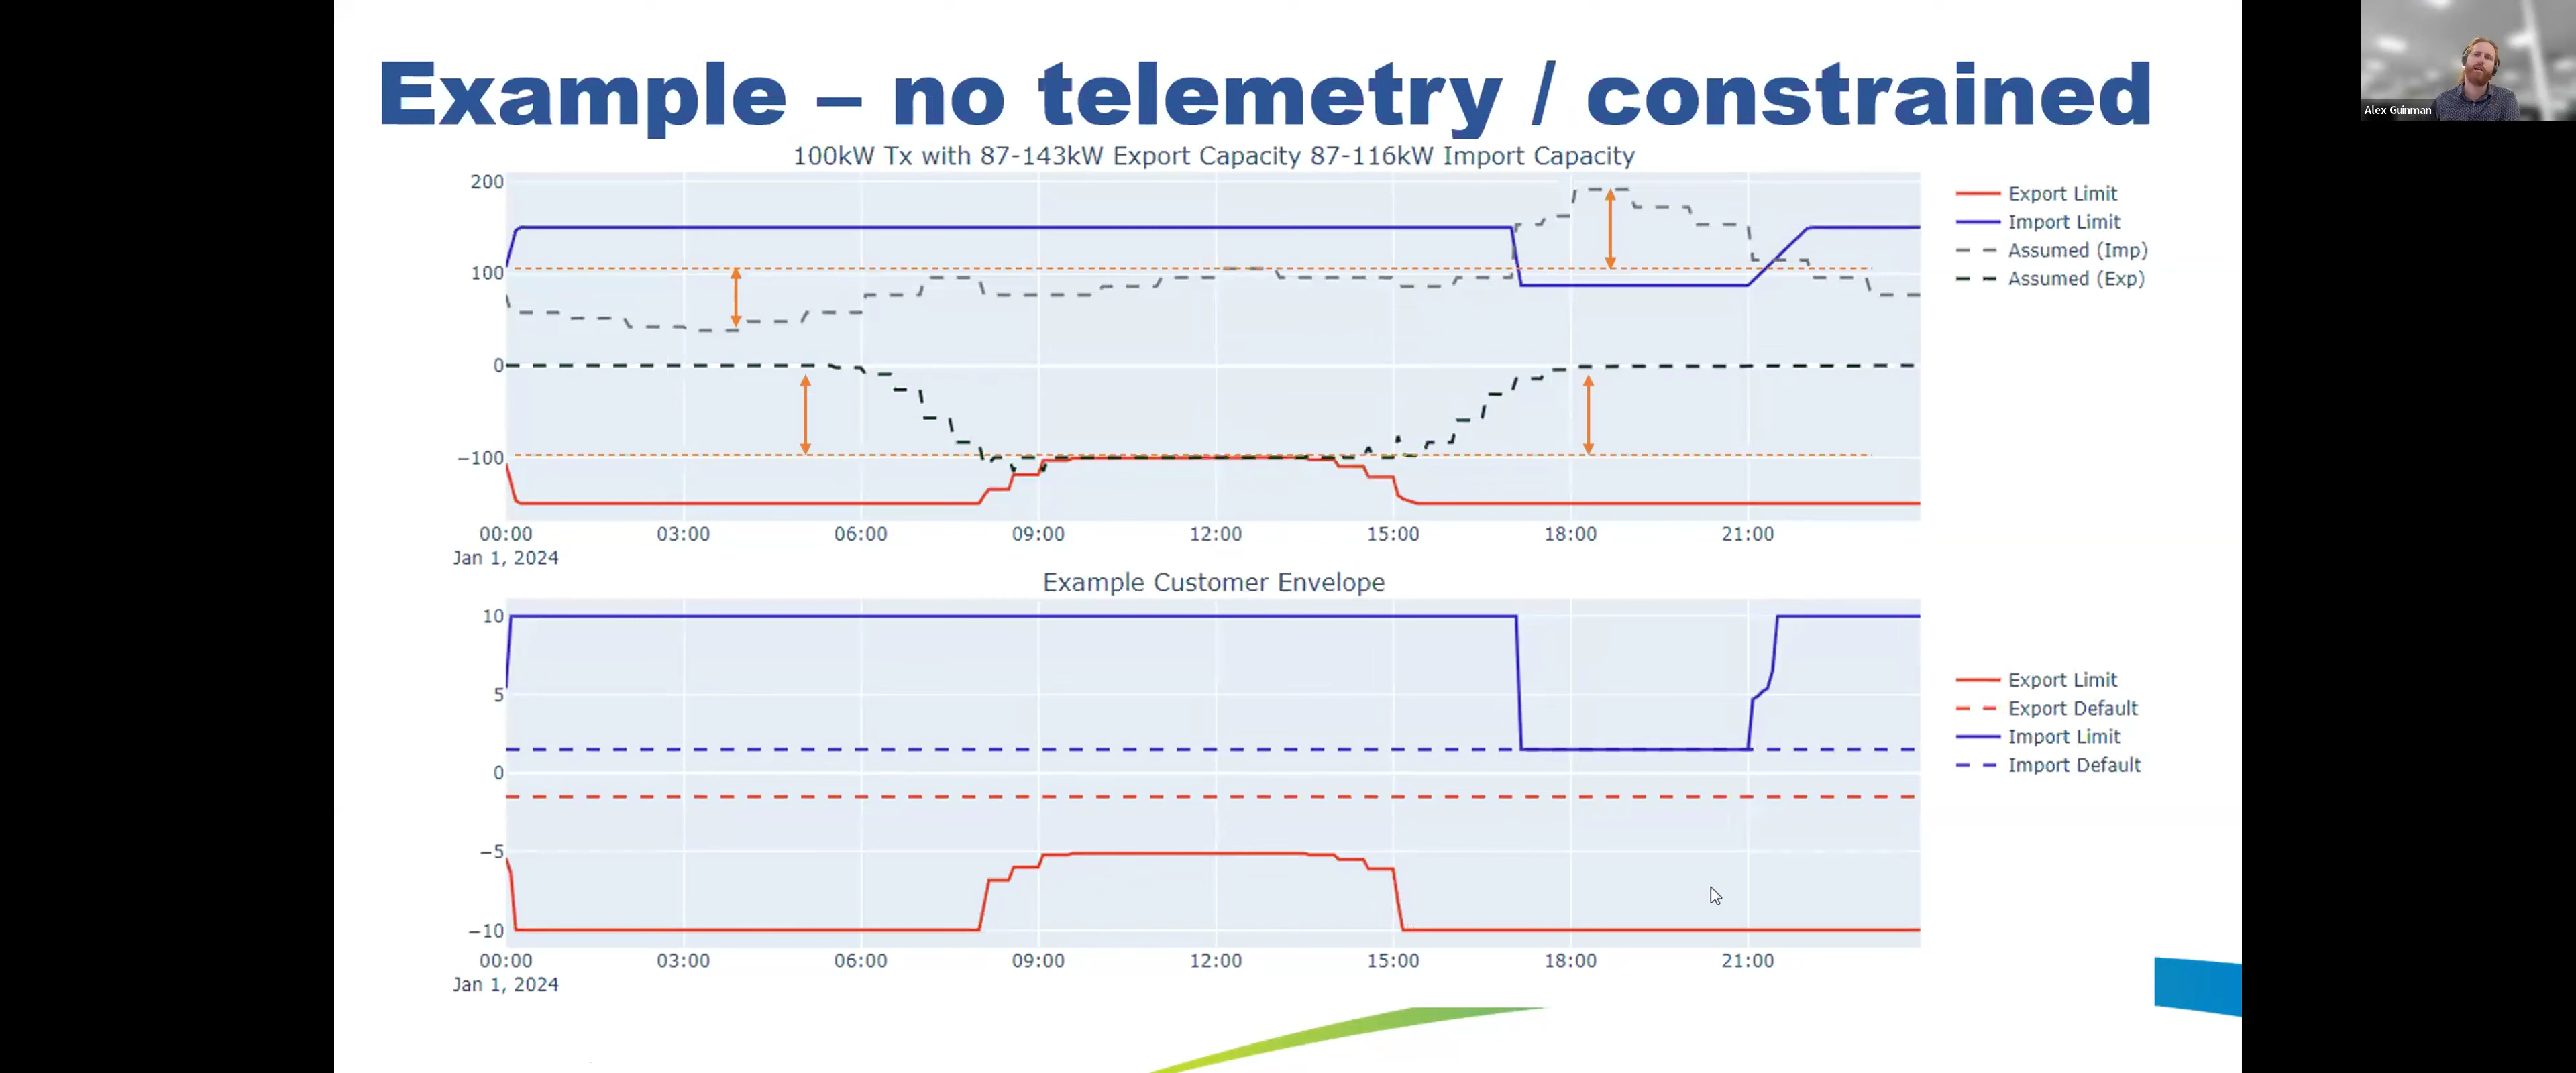 Example – no telemetry / constrained
Alex Guinman
100kW Tx with 87-143kW Export Capacity 87-116kW Import Capacity
200
100
0
−100
00:00
03:00
06:00
09:00
12:00
15:00
18:00
21:00
Jan 1, 2024
Export Limit
Import Limit
Assumed (Imp)
Assumed (Exp)
Example Customer Envelope
10
5
0
−5
−10
00:00
03:00
06:00
09:00
12:00
15:00
18:00
21:00
Jan 1, 2024
Export Limit
Export Default
Import Limit
Import Default